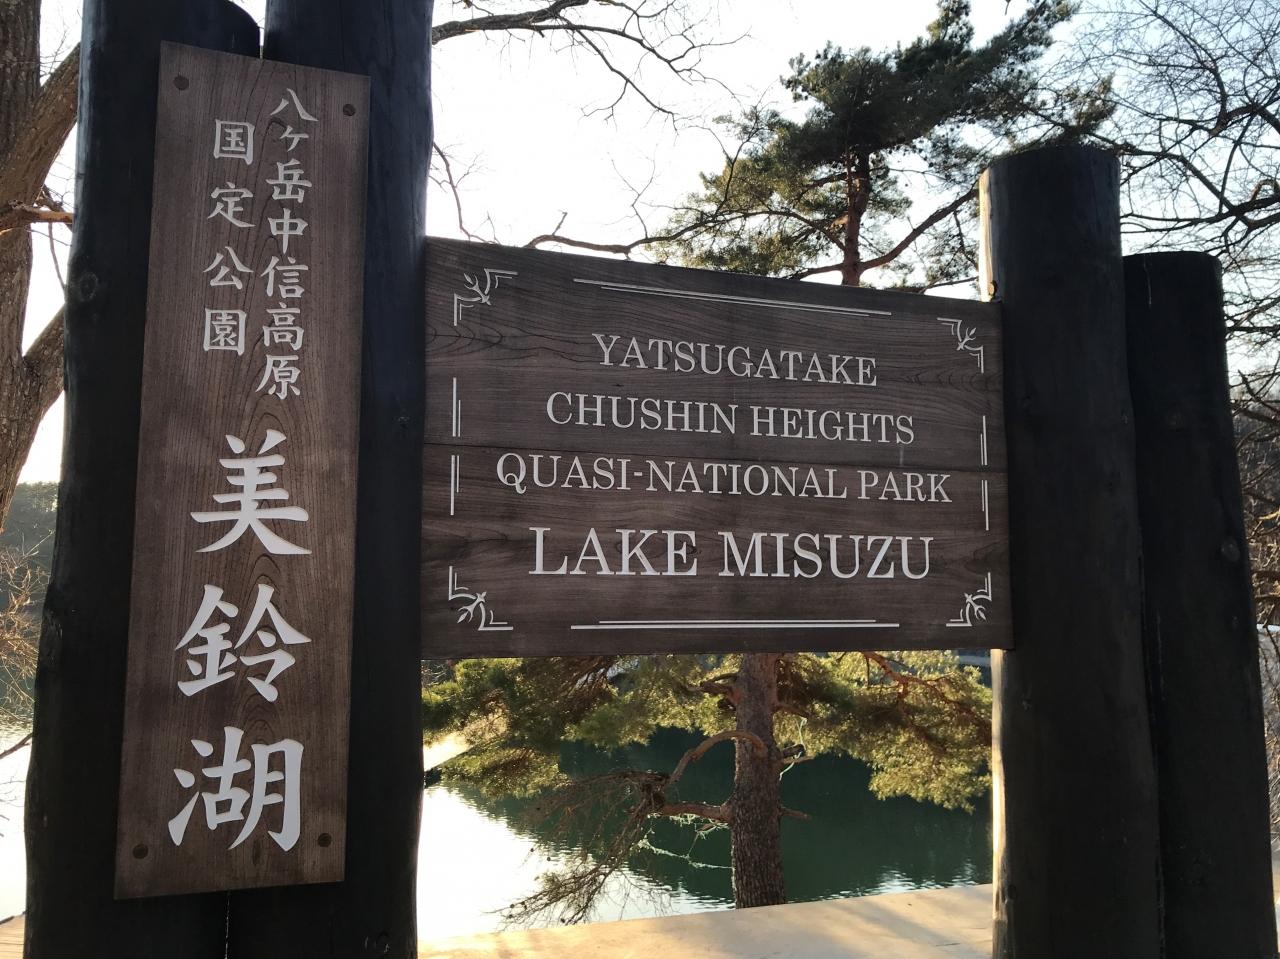 八ヶ岳中信高原
国定公園
美鈴湖
YATSUGATAKE
CHUSHIN HEIGHTS
QUASI-NATIONAL PARK
LAKE MISUZU